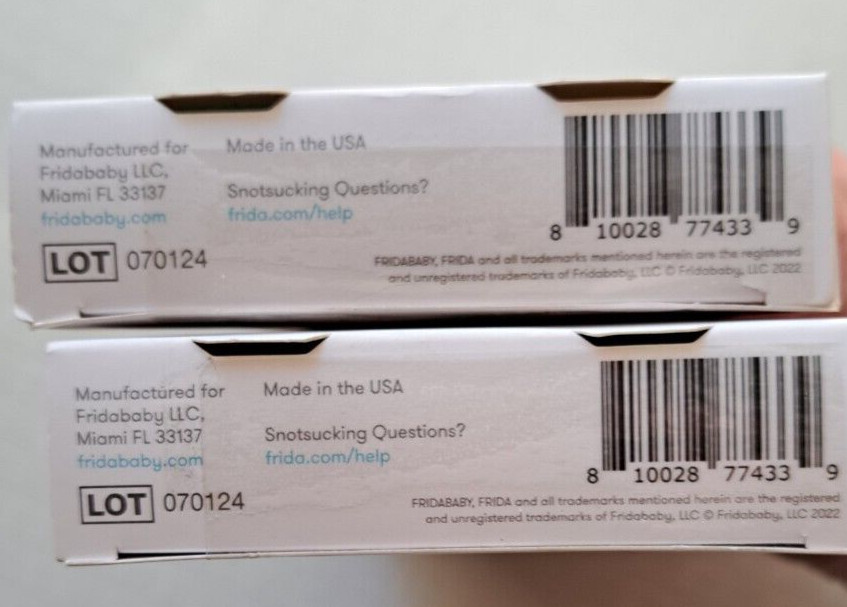 Manufactured for
Fridababy LLC,
Miami FL 33137
fridababy.com
LOT 070124
Made in the USA
Snotsucking Questions?
frida.com/help
8 10028 77433 9
FRIDABABY, FRIDA and all trademarks mentioned herein are the registered
and unregistered trademarks of Fridababy, LLC © Fridababy, LLC 2022
Manufactured for
Fridababy LLC,
Miami FL 33137
fridababy.com
LOT 070124
Made in the USA
Snotsucking Questions?
frida.com/help
8 10028 77433 9
FRIDABABY, FRIDA and all trademarks mentioned herein are the registered
and unregistered trademarks of Fridababy, LLC © Fridababy, LLC 2022